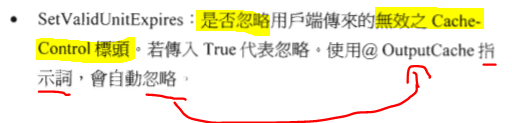 • SetValidUnitExpires：是否忽略用戶端傳來的無效之 Cache-
Control 標頭。若傳入 True 代表忽略。使用@ OutputCache 指
示詞，會自動忽略。